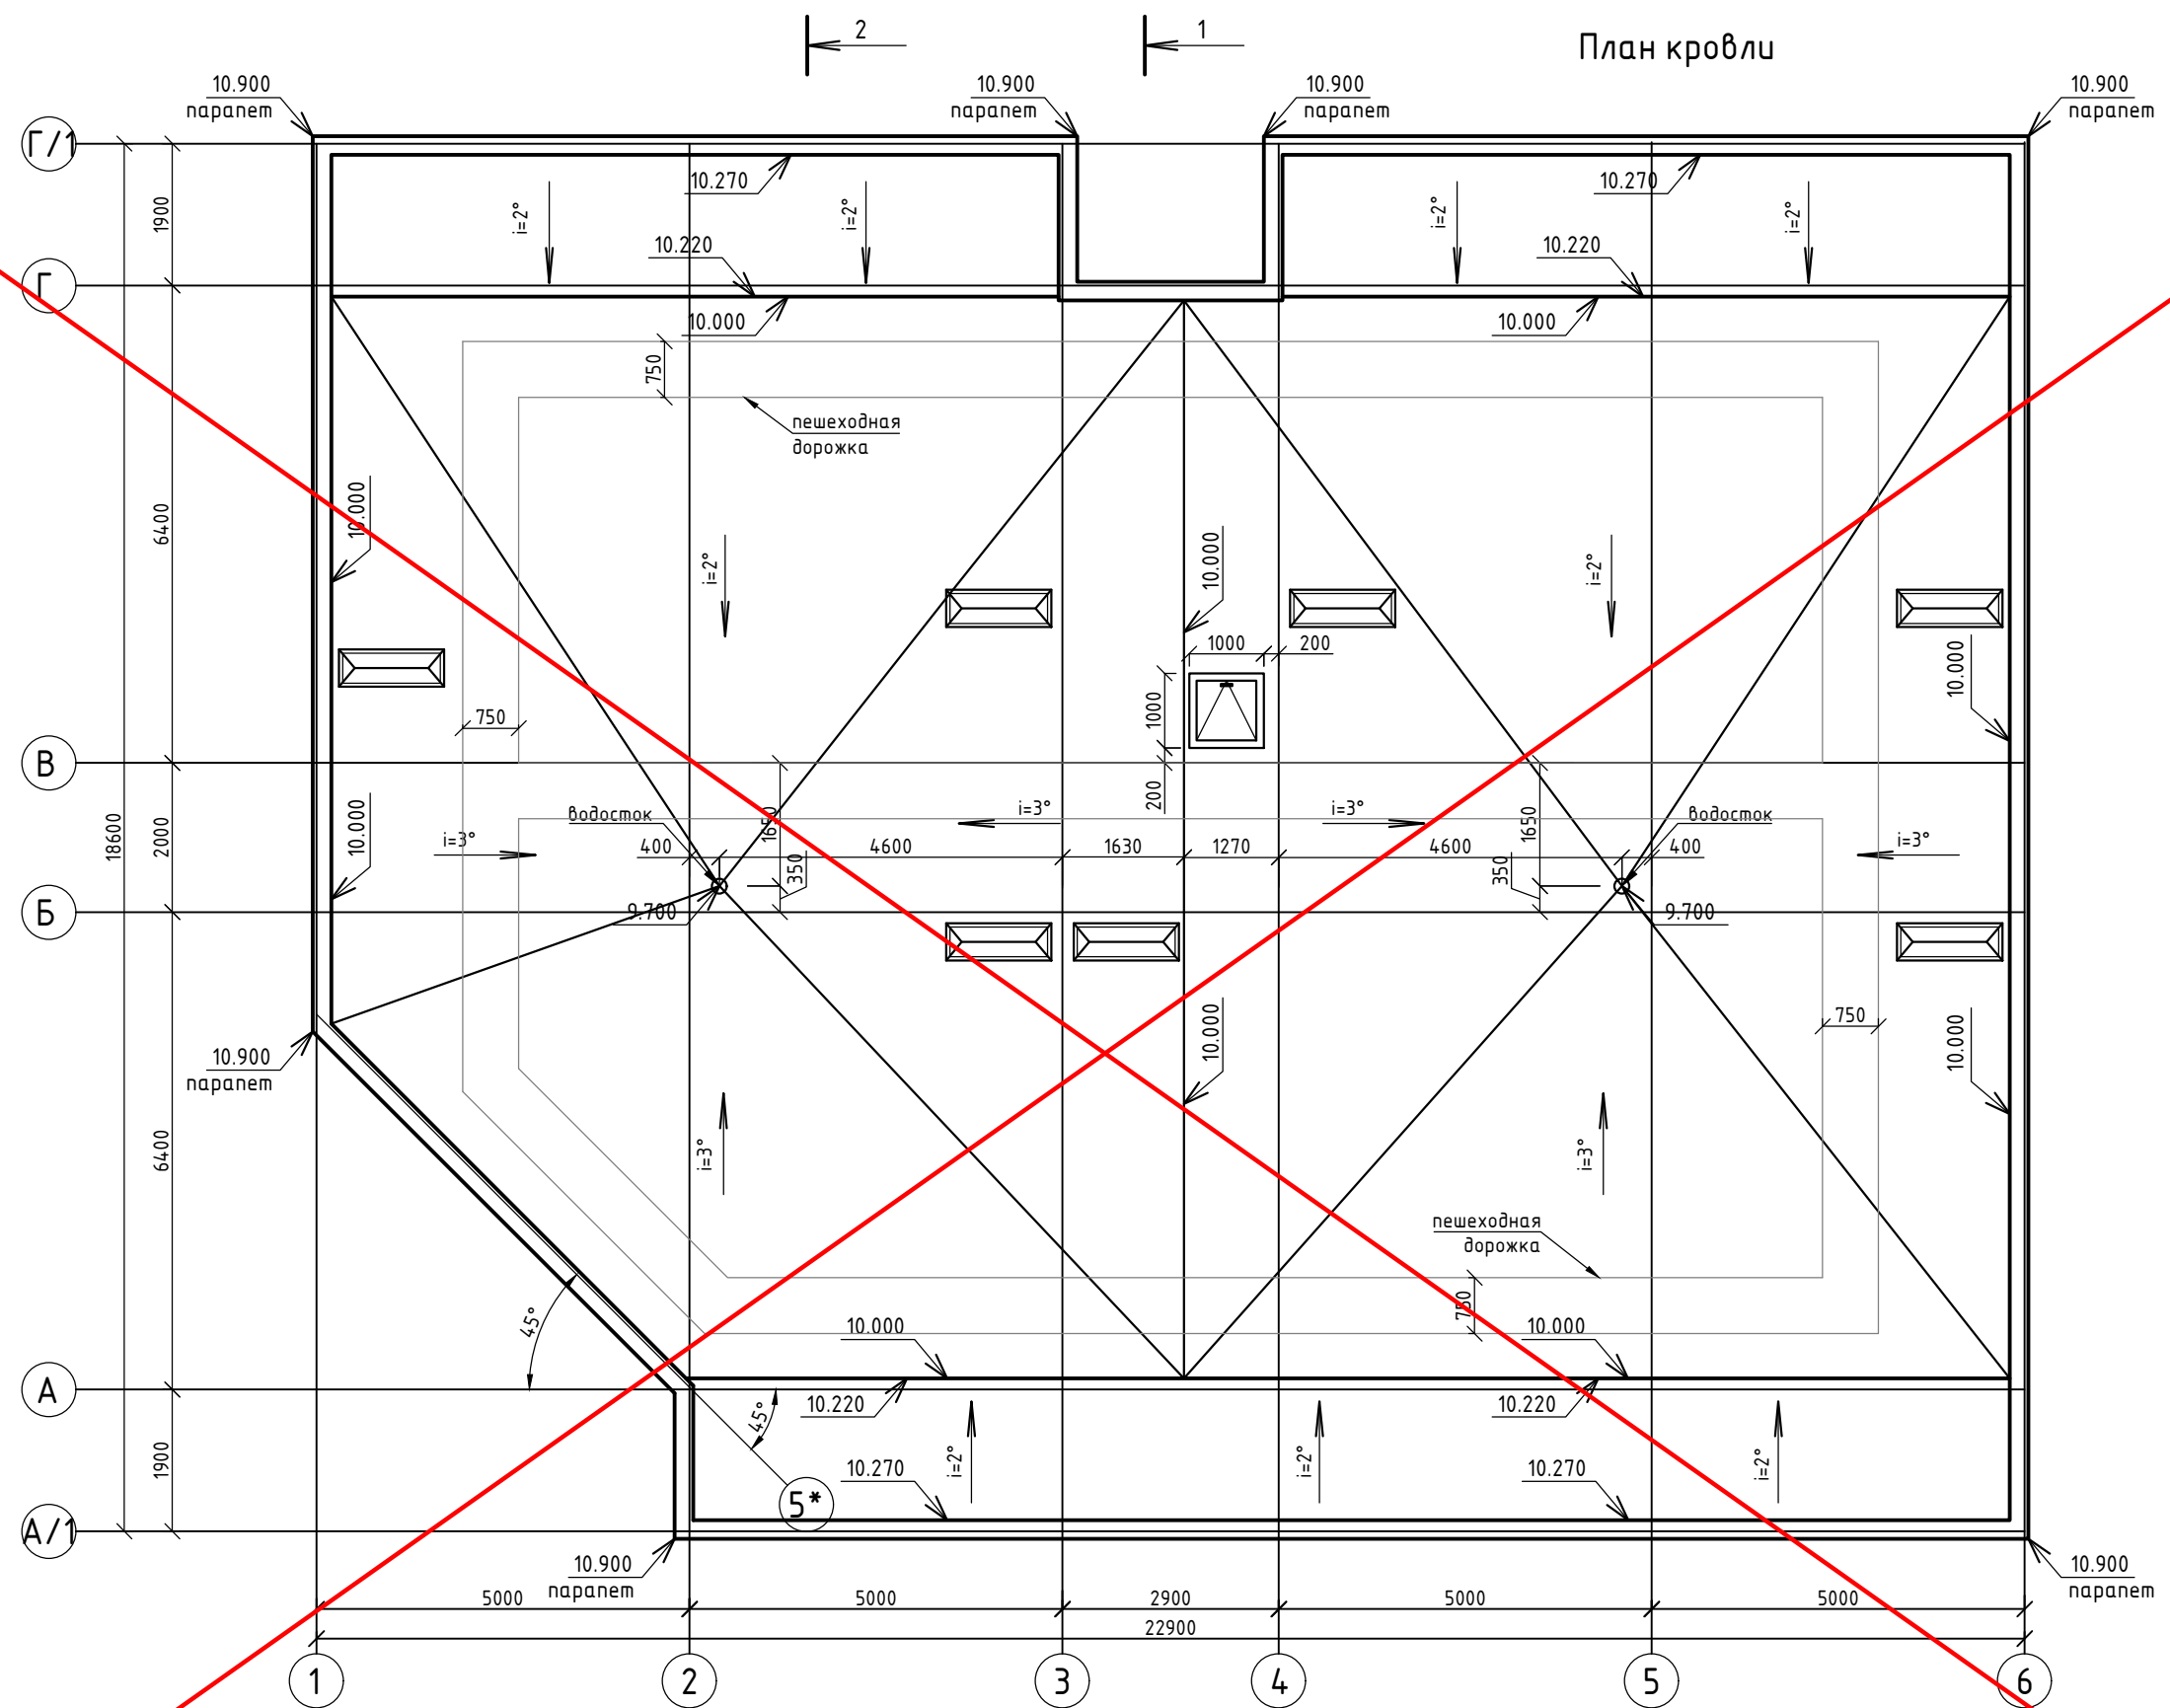 2
1
План кровли
10.900
парапет
10.900
парапет
10.900
парапет
10.900
парапет
Г/1
10.270
10.270
1900
i=2°
i=2°
i=2°
i=2°
10.220
10.220
Г
10.000
10.000
750
пешеходная
дорожка
6400
10.000
i=2°
10.000
i=2°
1000
200
10.000
750
1000
В
200
18600
2000
10.000
i=3°
водосток
1650
i=3°
i=3°
1650
водосток
i=3°
400
4600
1630
1270
4600
400
350
350
Б
9.700
9.700
10.900
парапет
10.000
750
10.000
6400
i=3°
i=3°
пешеходная
дорожка
45°
10.000
750
10.000
А
10.220
10.220
45°
1900
10.270
i=2°
i=2°
10.270
i=2°
5*
А/1
10.900
парапет
10.900
парапет
5000
5000
2900
5000
5000
22900
1
2
3
4
5
6